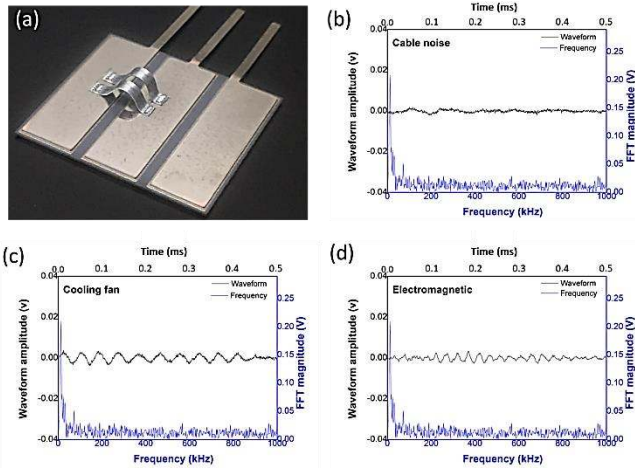 (a)
(b)
Time (ms)
0.0 0.1 0.2 0.3 0.4 0.5
Cable noise
Waveform
Frequency
0.04
0.02
0.00
-0.02
-0.04
Waveform amplitude (v)
0.25
0.20
0.15
0.10
0.05
0.00
FFT magnitude (V)
0 200 400 600 800 1000
Frequency (kHz)
(c)
Time (ms)
0.0 0.1 0.2 0.3 0.4 0.5
Cooling fan
Waveform
Frequency
0.04
0.02
0.00
-0.02
-0.04
Waveform amplitude (v)
0.25
0.20
0.15
0.10
0.05
0.00
FFT magnitude (V)
0 200 400 600 800 1000
Frequency (kHz)
(d)
Time (ms)
0.0 0.1 0.2 0.3 0.4 0.5
Electromagnetic
Waveform
Frequency
0.04
0.02
0.00
-0.02
-0.04
Waveform amplitude (v)
0.25
0.20
0.15
0.10
0.05
0.00
FFT magnitude (V)
0 200 400 600 800 1000
Frequency (kHz)